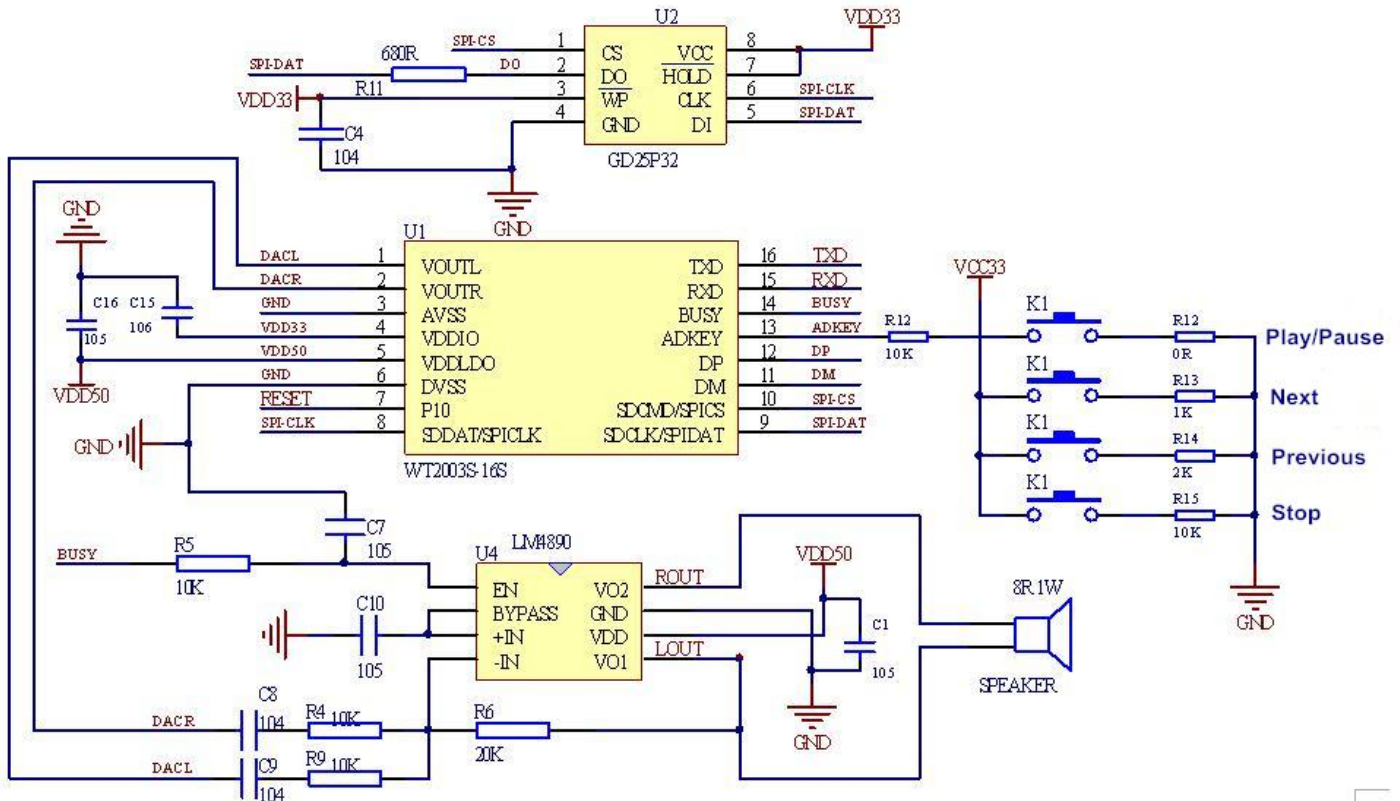 U2
VDD33
SPI-CS
1
CS
VCC
8
SPI-DAT
680R
R11
DO
2
DO
HOLD
7
VDD33
3
WP
CLK
6
SPI-CLK
4
GND
DI
5
SPI-DAT
C4
104
GD25P32
GND
U1
GND
C16
105
C15
106
VDD50
DACL
1
VOUTL
TXD
16
TXD
DACR
2
VOUTR
RXD
15
RXD
GND
3
AVSS
BUSY
14
BUSY
VDD33
4
VDDIO
ADKEY
13
ADKEY
VDD50
5
VDDLDO
DP
12
DP
GND
6
DVSS
DM
11
DM
RESET
7
P10
SDCMD/SPICS
10
SPI-CS
SPI-CLK
8
SDDAT/SPICLK
SDCLK/SPIDAT
9
SPI-DAT
WT2003S-16S
GND
R12
10K
VCC33
K1
R12
0R
Play/Pause
K1
R13
1K
Next
K1
R14
2K
Previous
K1
R15
10K
Stop
GND
C7
105
BUSY
R5
10K
U4
LM4890
EN
VO2
ROUT
BYPASS
GND
+IN
VDD
-IN
VO1
LOUT
C10
105
VDD50
C1
105
GND
8R 1W
SPEAKER
DACR
C8
104
R4
10K
R6
20K
DACL
C9
104
R9
10K